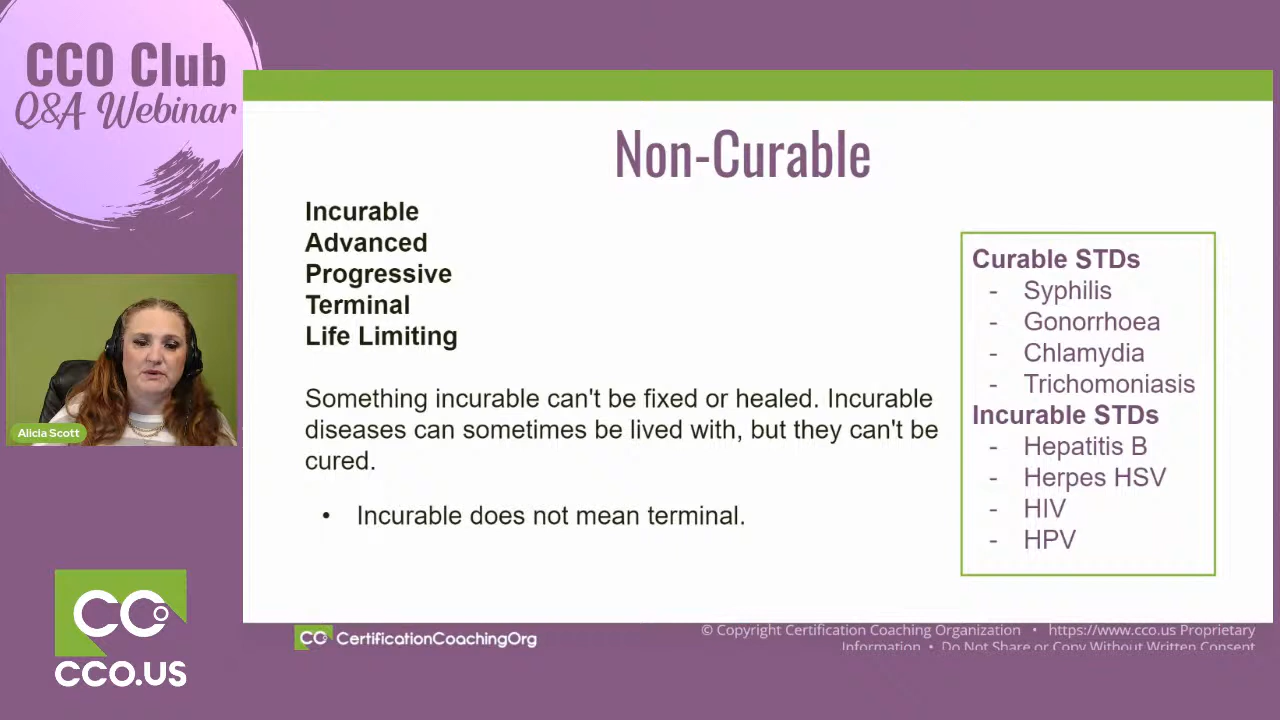 CCO Club
Q&A Webinar
Non-Curable
Incurable
Advanced
Progressive
Terminal
Life Limiting
Something incurable can't be fixed or healed. Incurable
diseases can sometimes be lived with, but they can't be
cured.
• Incurable does not mean terminal.
Curable STDs
- Syphilis
- Gonorrhoea
- Chlamydia
- Trichomoniasis
Incurable STDs
- Hepatitis B
- Herpes HSV
- HIV
- HPV
Alicia Scott
CCO
CCO.US
CCO CertificationCoachingOrg
© Copyright Certification Coaching Organization • https://www.cco.us Proprietary
Information • Do Not Share or Copy Without Written Consent